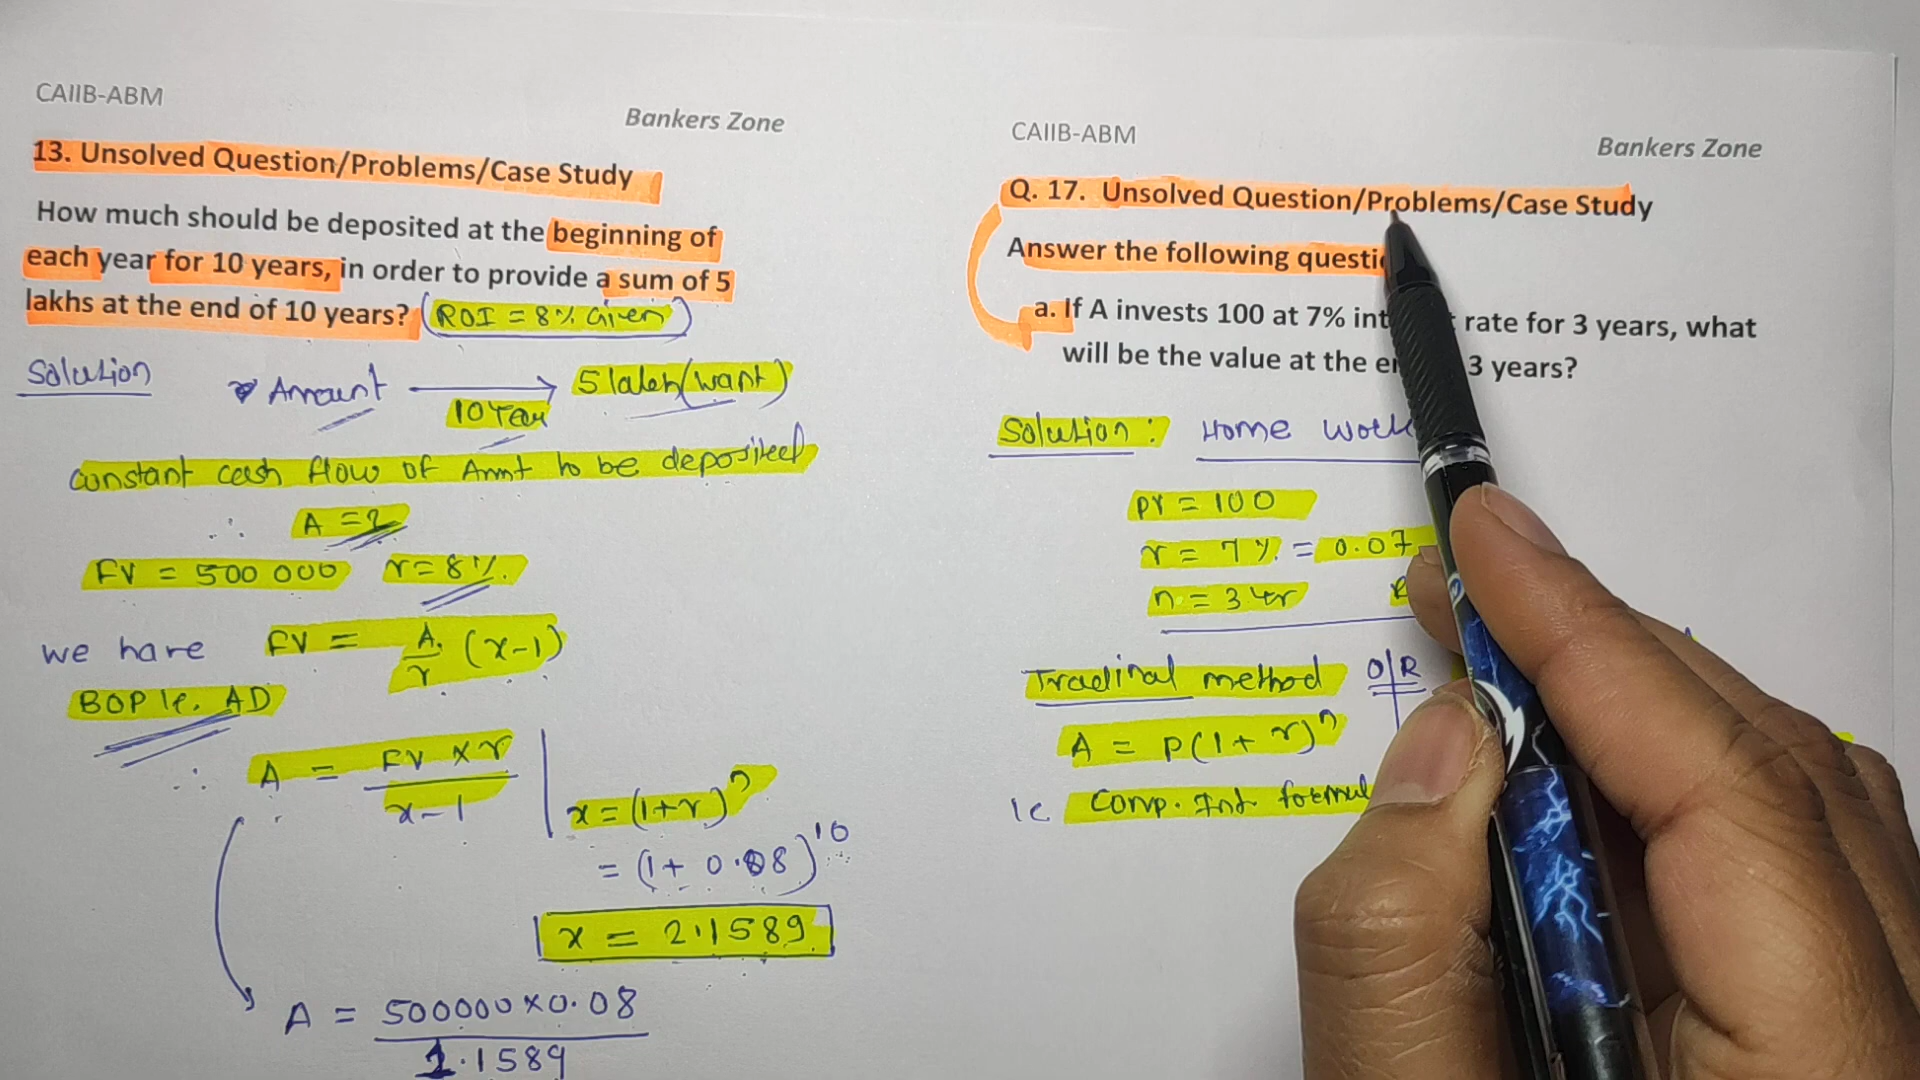 CAIIB-ABM
Bankers Zone
13. Unsolved Question/Problems/Case Study
How much should be deposited at the beginning of
each year for 10 years, in order to provide a sum of 5
lakhs at the end of 10 years? (ROI = 8% Given)
Solution
Amount → 5 lakh (want)
10 Year
constant cash flow of Amnt to be deposited
∴ A = ?
FV = 500 000 r = 8%.
we have FV = A/r (x-1)
BOP ie. AD
∴ A = FV × r / x-1
x = (1+r)^n
= (1 + 0.08)^10
x = 2.1589
A = 500000 × 0.08 / 1.1589
CAIIB-ABM
Bankers Zone
Q. 17. Unsolved Question/Problems/Case Study
Answer the following questi
a. If A invests 100 at 7% int rate for 3 years, what
will be the value at the e 3 years?
Solution : Home Work
Pr = 100
r = 7% = 0.07
n = 3 yr
Tradinal method O|R
A = P(1 + r)^n
ie Comp. Int. formul